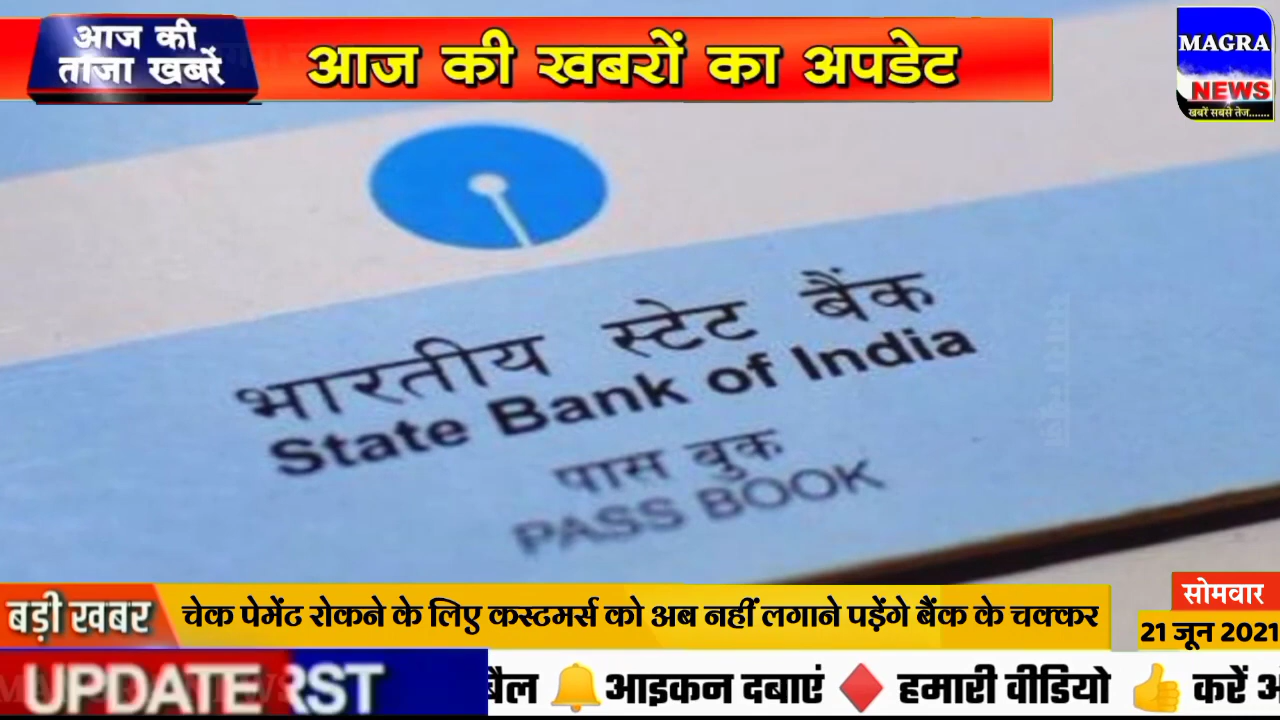 आज की
ताजा खबरें
आज की खबरों का अपडेट
MAGRA
NEWS
खबरें सबसे तेज.......
भारतीय स्टेट बैंक
State Bank of India
पास बुक
PASS BOOK
बड़ी खबर
चेक पेमेंट रोकने के लिए कस्टमर्स को अब नहीं लगाने पड़ेंगे बैंक के चक्कर
सोमवार
21 जून 2021
UPDATE RST
बैल 🔔 आइकन दबाएं ♦ हमारी वीडियो 👍 करें